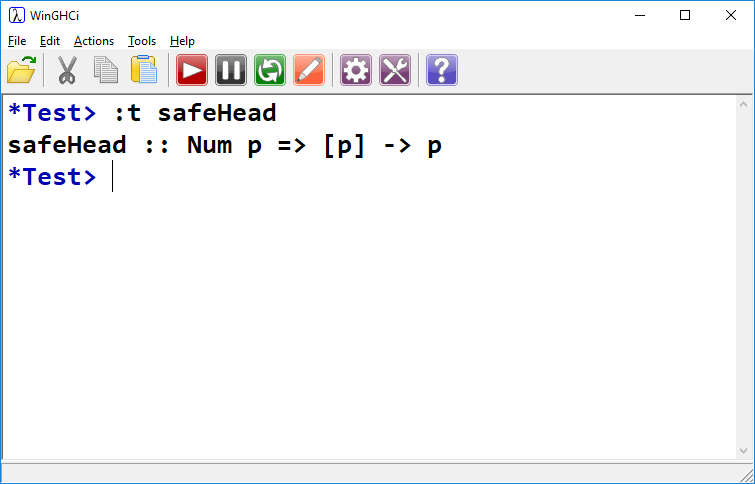 WinGHCi
File Edit Actions Tools Help
*Test> :t safeHead
safeHead :: Num p => [p] -> p
*Test>